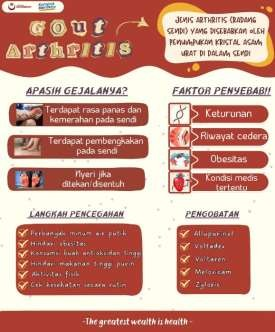 Gout
Arthritis
JENIS ARTHRITIS (RADANG
SENDI) YANG DISEBABKAN OLEH
PENUMPUKAN KRISTAL ASAM
URAT DI DALAM SENDI
APASIH GEJALANYA?
Terdapat rasa panas dan
kemerahan pada sendi
Terdapat pembengkakan
pada sendi
Nyeri jika
ditekan/disentuh
FAKTOR PENYEBAB!!
Keturunan
Riwayat cedera
Obesitas
Kondisi medis
tertentu
LANGKAH PENCEGAHAN
Perbanyak minum air putih
Hindari obesitas
Konsumsi buah antioksidan tinggi
Hindari makanan tinggi purin
Aktivitas fisik
Cek kesehatan secara rutin
PENGOBATAN
Allupurinol
Voltadex
Voltaren
Meloxicam
Zyloric
-The greatest wealth is health-